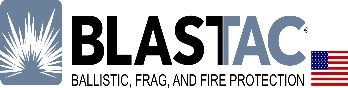 BLASTAC®
BALLISTIC, FRAG, AND FIRE PROTECTION